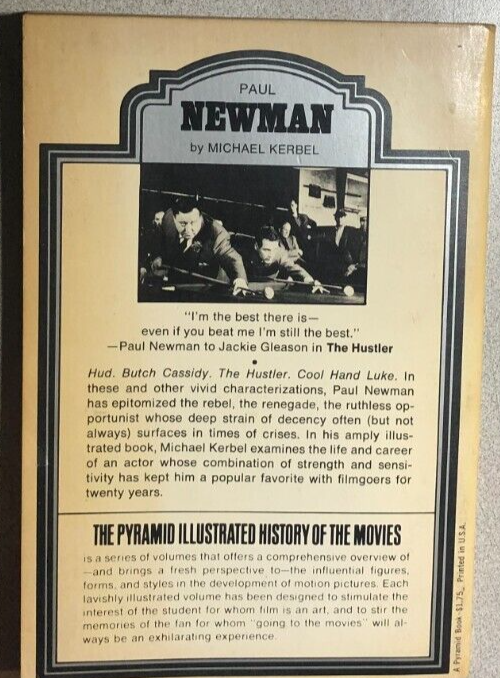 PAUL
NEWMAN
by MICHAEL KERBEL
"I'm the best there is—
even if you beat me I'm still the best."
—Paul Newman to Jackie Gleason in The Hustler
•
Hud. Butch Cassidy. The Hustler. Cool Hand Luke. In
these and other vivid characterizations, Paul Newman
has epitomized the rebel, the renegade, the ruthless op-
portunist whose deep strain of decency often (but not
always) surfaces in times of crises. In his amply illus-
trated book, Michael Kerbel examines the life and career
of an actor whose combination of strength and sensi-
tivity has kept him a popular favorite with filmgoers for
twenty years.
THE PYRAMID ILLUSTRATED HISTORY OF THE MOVIES
is a series of volumes that offers a comprehensive overview of
—and brings a fresh perspective to—the influential figures,
forms, and styles in the development of motion pictures. Each
lavishly illustrated volume has been designed to stimulate the
interest of the student for whom film is an art, and to stir the
memories of the fan for whom "going to the movies" will al-
ways be an exhilarating experience.
A Pyramid Book-$1.75_ Printed in U.S.A.